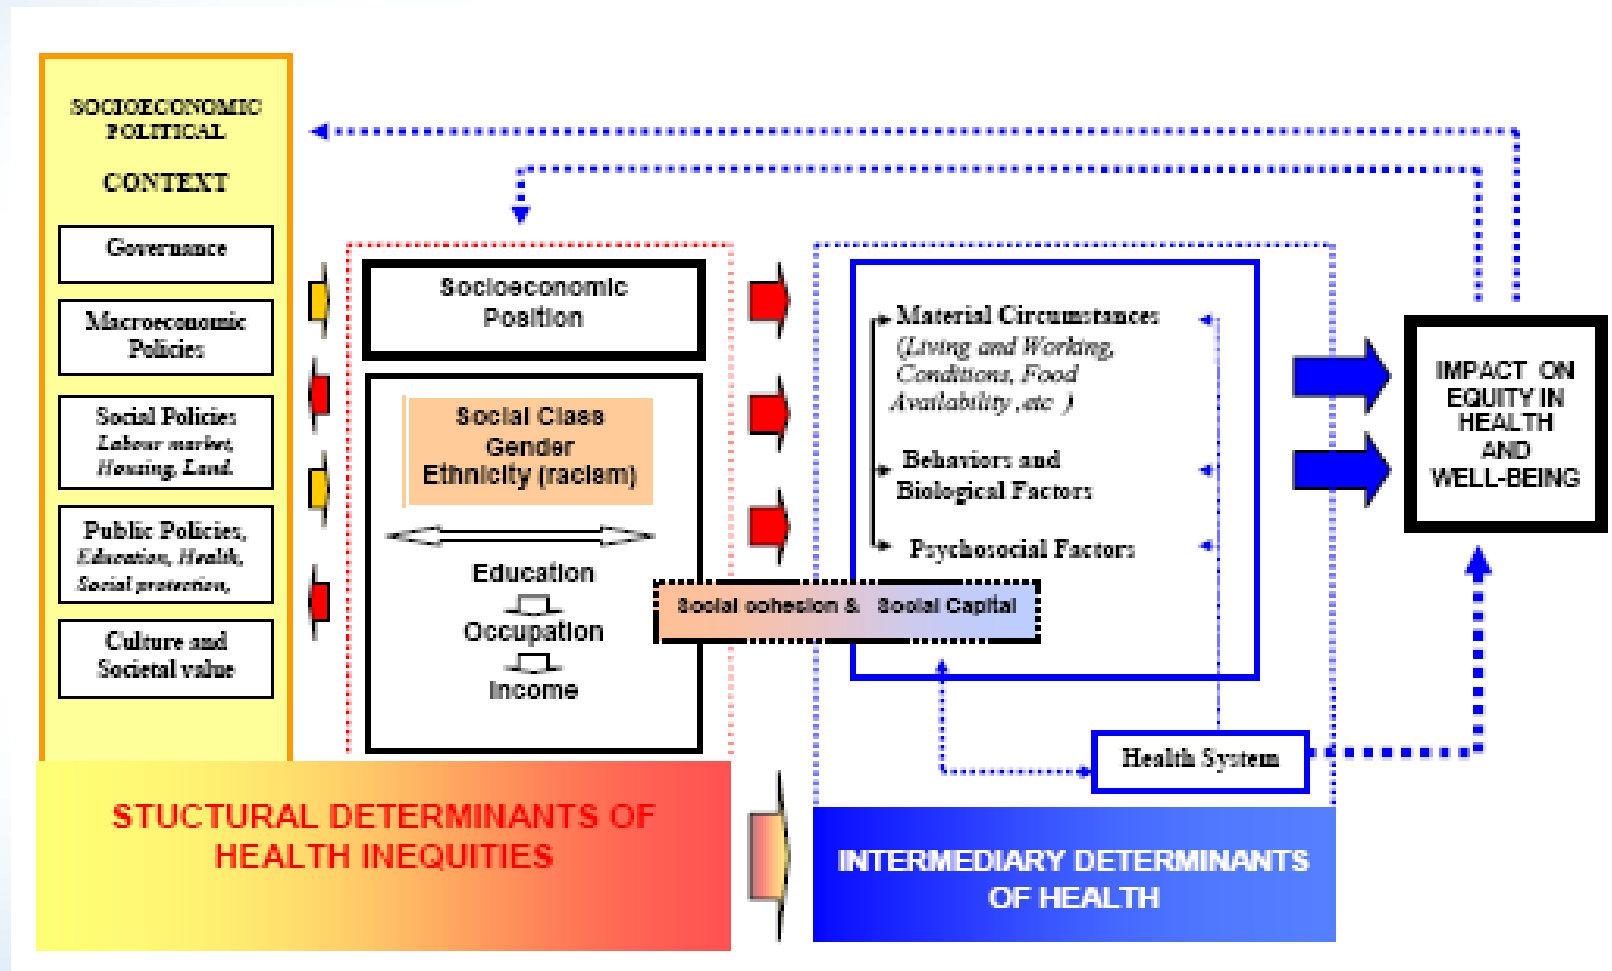 SOCIOECONOMIC
POLITICAL
CONTEXT
Governance
Macroeconomic
Policies
Social Policies
Labour market,
Housing, Land.
Public Policies,
Education, Health,
Social protection,
Culture and
Societal value
Socioeconomic
Position
Social Class
Gender
Ethnicity (racism)
Education
Occupation
Income
Social cohesion & Social Capital
Material Circumstances
(Living and Working,
Conditions, Food
Availability ,etc )
Behaviors and
Biological Factors
Psychosocial Factors
Health System
IMPACT ON
EQUITY IN
HEALTH
AND
WELL-BEING
STUCTURAL DETERMINANTS OF
HEALTH INEQUITIES
INTERMEDIARY DETERMINANTS
OF HEALTH